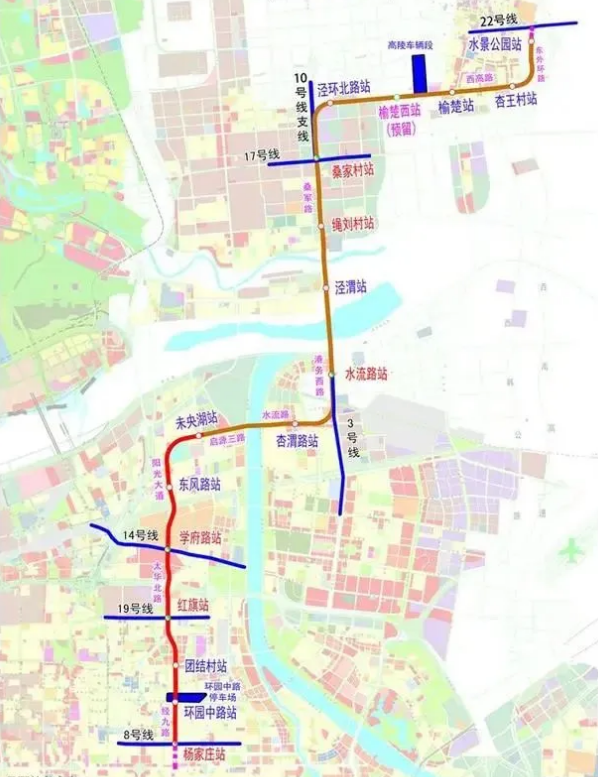 22号线
水景公园站
东外环路
高陵车辆段
西高路
杏王村站
榆楚站
榆楚西站
(预留)
泾环北路站
10号线支线
17号线
桑家村站
桑家路
绳刘村站
泾渭站
港务西路
水流路站
3号线
水流路
杏渭路站
未央湖站
启源三路
阳光大道
东风路站
14号线
学府路站
太华北路
19号线
红旗站
团结村站
环园中路
停车场
环园中路站
经九路
8号线
杨家庄站